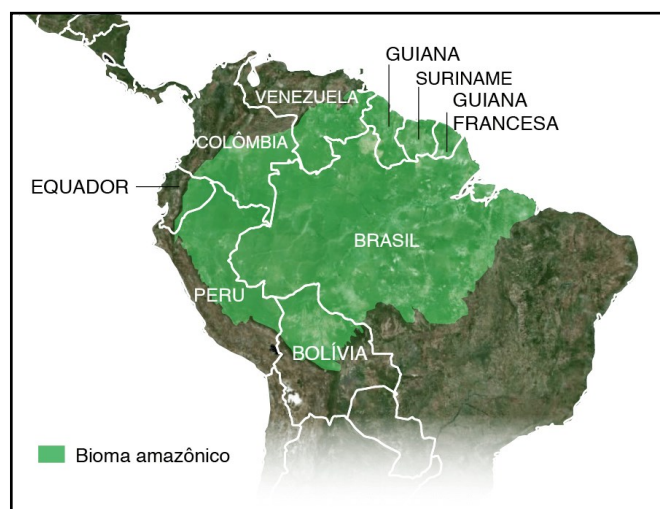 GUIANA
SURINAME
GUIANA
FRANCESA
VENEZUELA
COLÔMBIA
EQUADOR
BRASIL
PERU
BOLÍVIA
Bioma amazônico